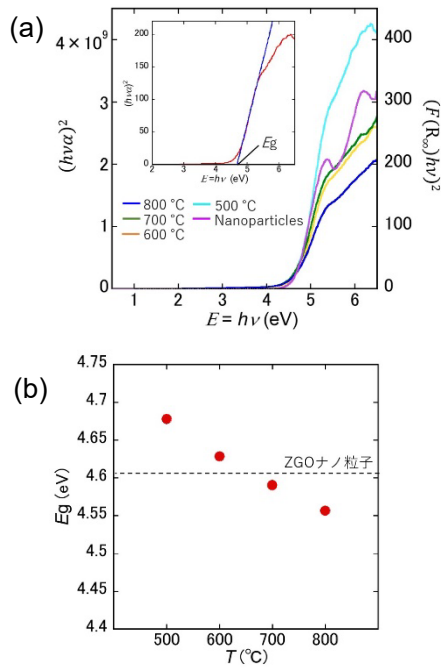 (a)
4 × 10⁹
3
2
1
0
(hνα)²
200
150
100
50
0
(hνα)²
2
3
4
5
6
E=hν (eV)
Eg
800 °C
700 °C
600 °C
500 °C
Nanoparticles
400
300
200
100
0
(F(R∞)hν)²
1
2
3
4
5
6
E = hν (eV)
(b)
4.75
4.7
4.65
4.6
4.55
4.5
4.45
4.4
Eg (eV)
ZGOナノ粒子
500
600
700
800
T (°C)